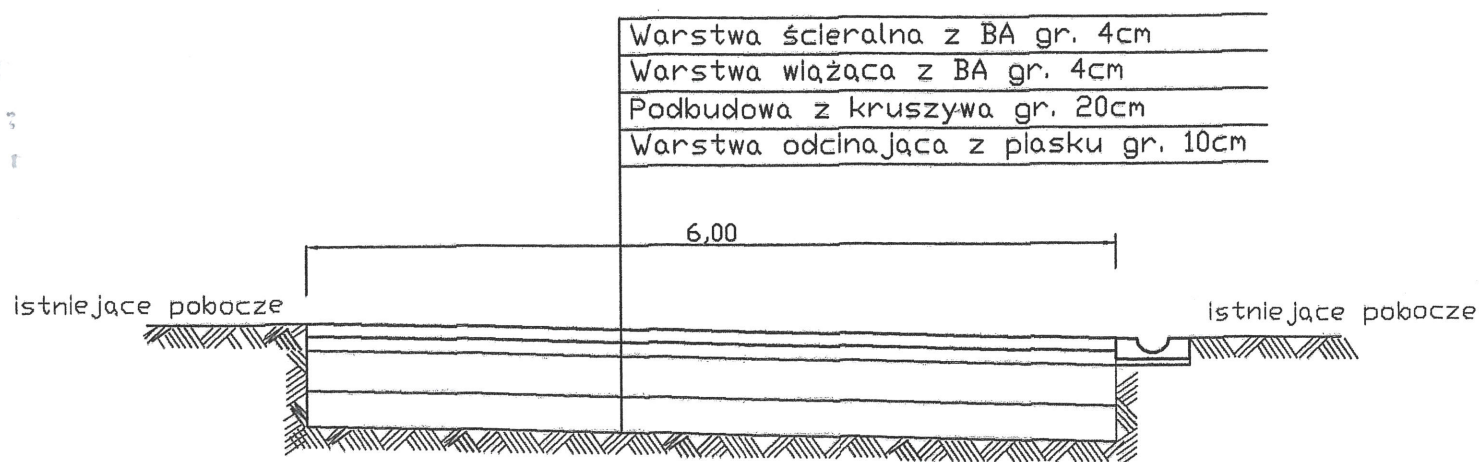 Warstwa ścieralna z BA gr. 4cm
Warstwa wiążąca z BA gr. 4cm
Podbudowa z kruszywa gr. 20cm
Warstwa odcinająca z piasku gr. 10cm
6,00
istniejące pobocze
istniejące pobocze